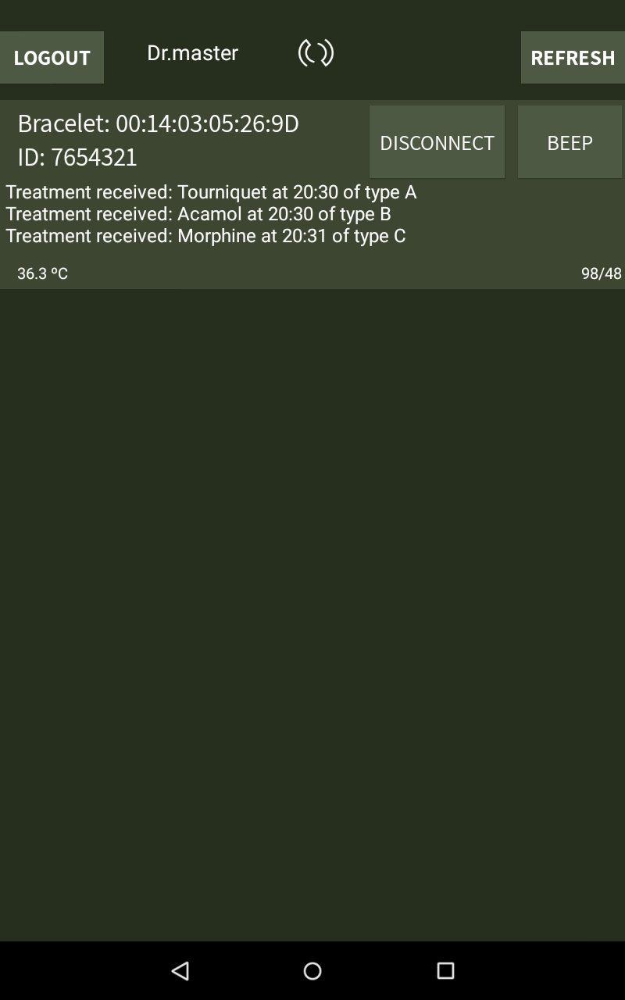 LOGOUT
Dr.master
REFRESH
Bracelet: 00:14:03:05:26:9D
ID: 7654321
DISCONNECT
BEEP
Treatment received: Tourniquet at 20:30 of type A
Treatment received: Acamol at 20:30 of type B
Treatment received: Morphine at 20:31 of type C
36.3 ºC
98/48